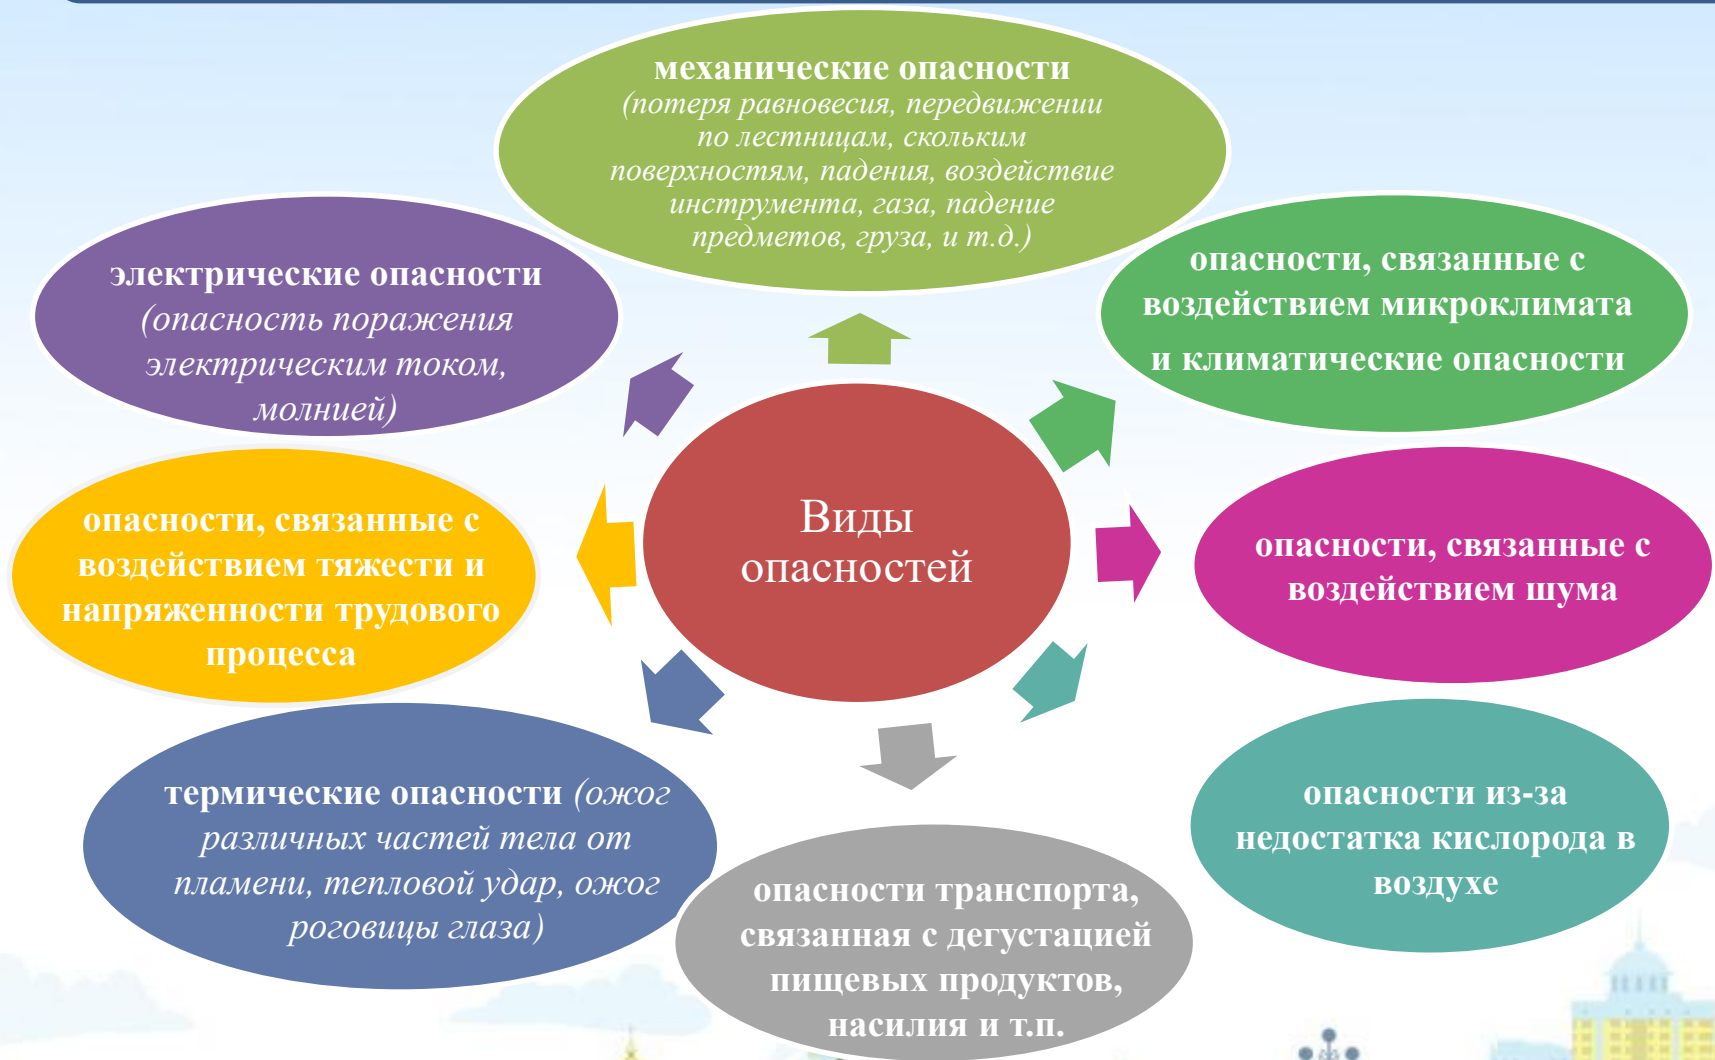 механические опасности
(потеря равновесия, передвижении
по лестницам, скольким
поверхностям, падения, воздействие
инструмента, газа, падение
предметов, груза, и т.д.)
электрические опасности
(опасность поражения
электрическим током,
молнией)
опасности, связанные с
воздействием микроклимата
и климатические опасности
Виды
опасностей
опасности, связанные с
воздействием тяжести и
напряженности трудового
процесса
опасности, связанные с
воздействием шума
термические опасности (ожог
различных частей тела от
пламени, тепловой удар, ожог
роговицы глаза)
опасности транспорта,
связанная с дегустацией
пищевых продуктов,
насилия и т.п.
опасности из-за
недостатка кислорода в
воздухе